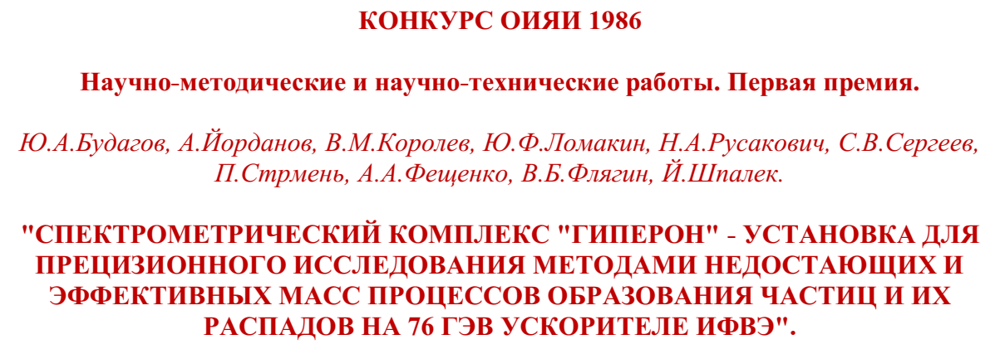 КОНКУРС ОИЯИ 1986
Научно-методические и научно-технические работы. Первая премия.
Ю.А.Будагов, А.Йорданов, В.М.Королев, Ю.Ф.Ломакин, Н.А.Русакович, С.В.Сергеев,
П.Стрмень, А.А.Фещенко, В.Б.Флягин, Й.Шпалек.
"СПЕКТРОМЕТРИЧЕСКИЙ КОМПЛЕКС "ГИПЕРОН" - УСТАНОВКА ДЛЯ
ПРЕЦИЗИОННОГО ИССЛЕДОВАНИЯ МЕТОДАМИ НЕДОСТАЮЩИХ И
ЭФФЕКТИВНЫХ МАСС ПРОЦЕССОВ ОБРАЗОВАНИЯ ЧАСТИЦ И ИХ
РАСПАДОВ НА 76 ГЭВ УСКОРИТЕЛЕ ИФВЭ".